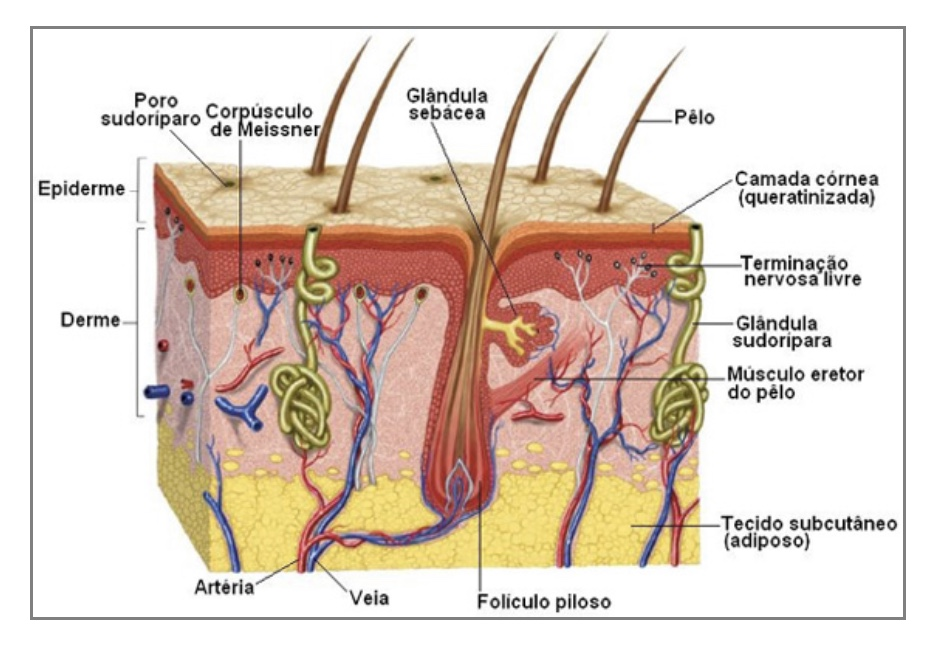 Poro
sudoríparo
Corpúsculo
de Meissner
Glândula
sebácea
Pêlo
Epiderme
Camada córnea
(queratinizada)
Terminação
nervosa livre
Derme
Glândula
sudorípara
Músculo eretor
do pêlo
Tecido subcutâneo
(adiposo)
Artéria
Veia
Folículo piloso